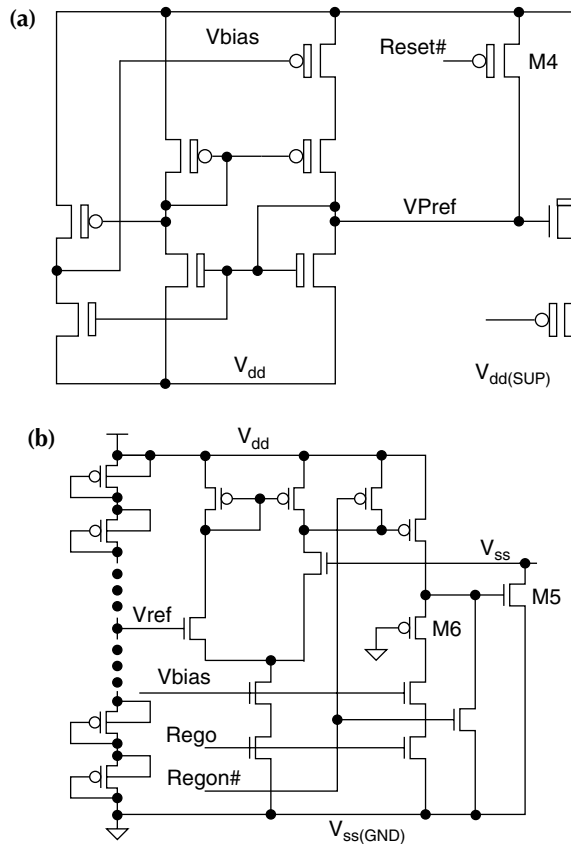 (a)
Vbias
Reset#
M4
VPref
Vdd
Vdd(SUP)
(b)
Vdd
Vss
M5
Vref
M6
Vbias
Rego
Regon#
Vss(GND)